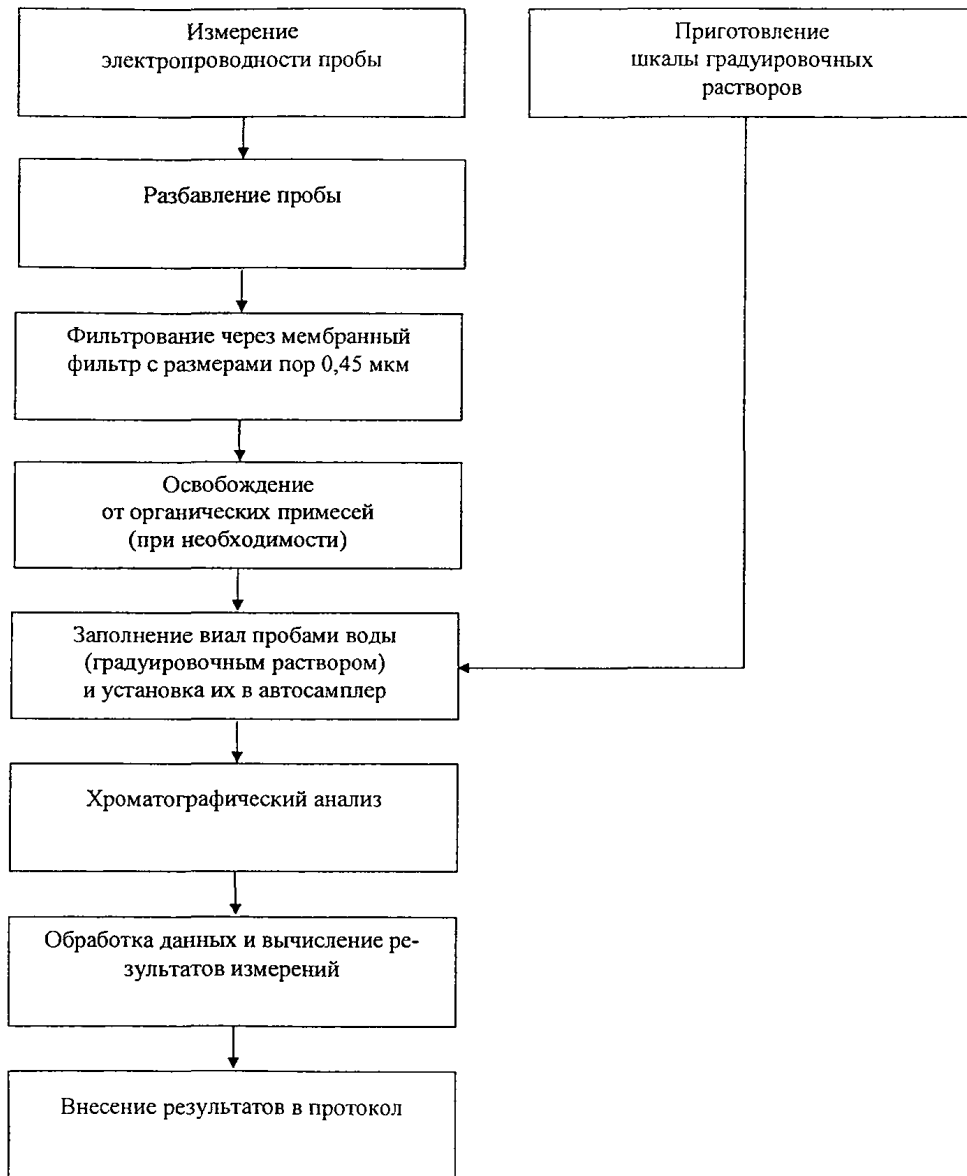 Измерение
электропроводности пробы
Приготовление
шкалы градуировочных
растворов
Разбавление пробы
Фильтрование через мембранный
фильтр с размерами пор 0,45 мкм
Освобождение
от органических примесей
(при необходимости)
Заполнение виал пробами воды
(градуировочным раствором)
и установка их в автосамплер
Хроматографический анализ
Обработка данных и вычисление ре-
зультатов измерений
Внесение результатов в протокол